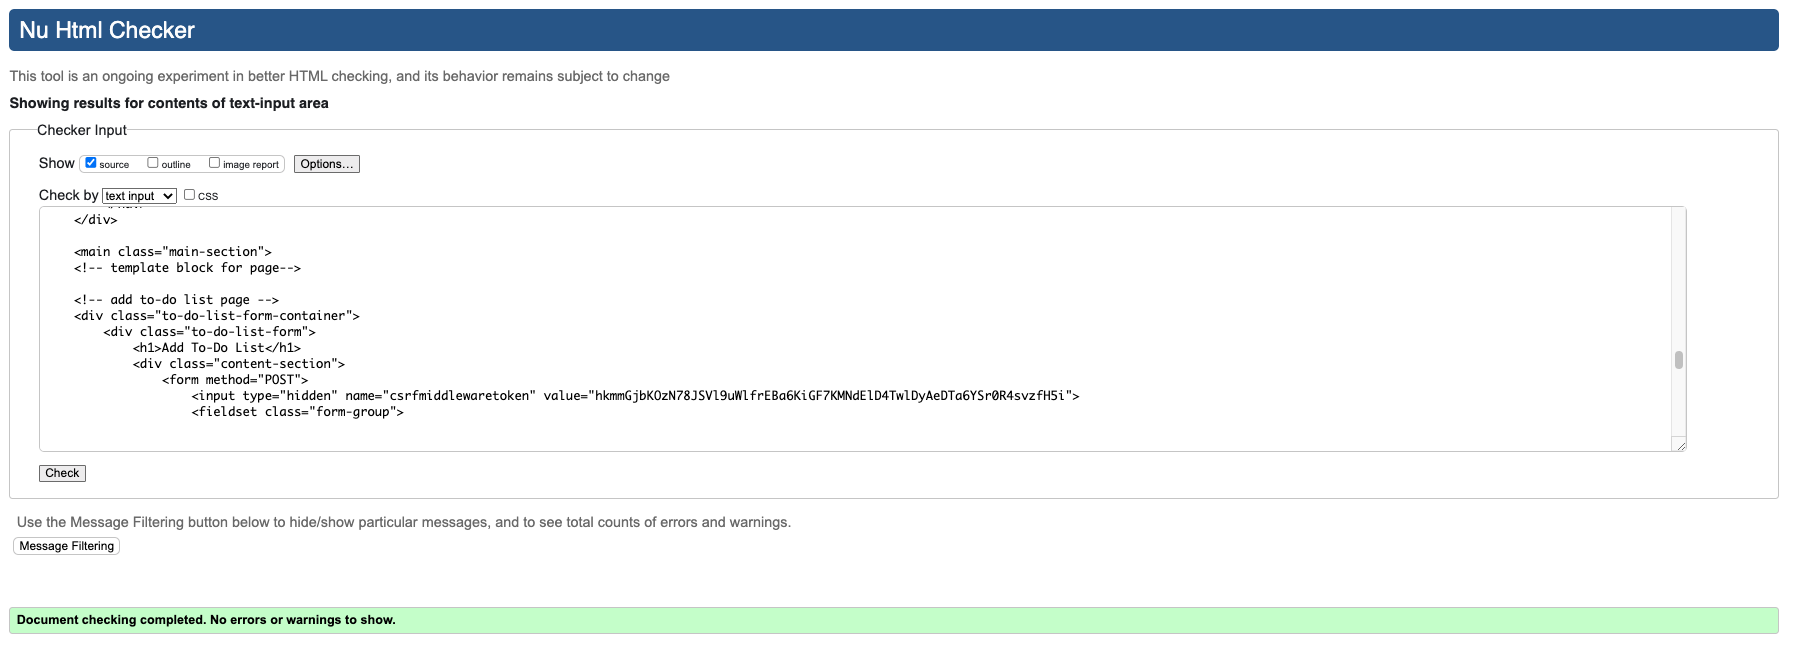 Nu Html Checker
This tool is an ongoing experiment in better HTML checking, and its behavior remains subject to change
Showing results for contents of text-input area
Checker Input
Show source outline image report Options...
Check by text input CSS
</div>
<main class="main-section">
<!-- template block for page-->
<!-- add to-do list page -->
<div class="to-do-list-form-container">
<div class="to-do-list-form">
<h1>Add To-Do List</h1>
<div class="content-section">
<form method="POST">
<input type="hidden" name="csrfmiddlewaretoken" value="hkmmGjbKOzN78JSVl9uWlfrEBa6KiGF7KMNdElD4TwlDyAeDTa6YSr0R4svzfH5i">
<fieldset class="form-group">
Check
Use the Message Filtering button below to hide/show particular messages, and to see total counts of errors and warnings.
Message Filtering
Document checking completed. No errors or warnings to show.